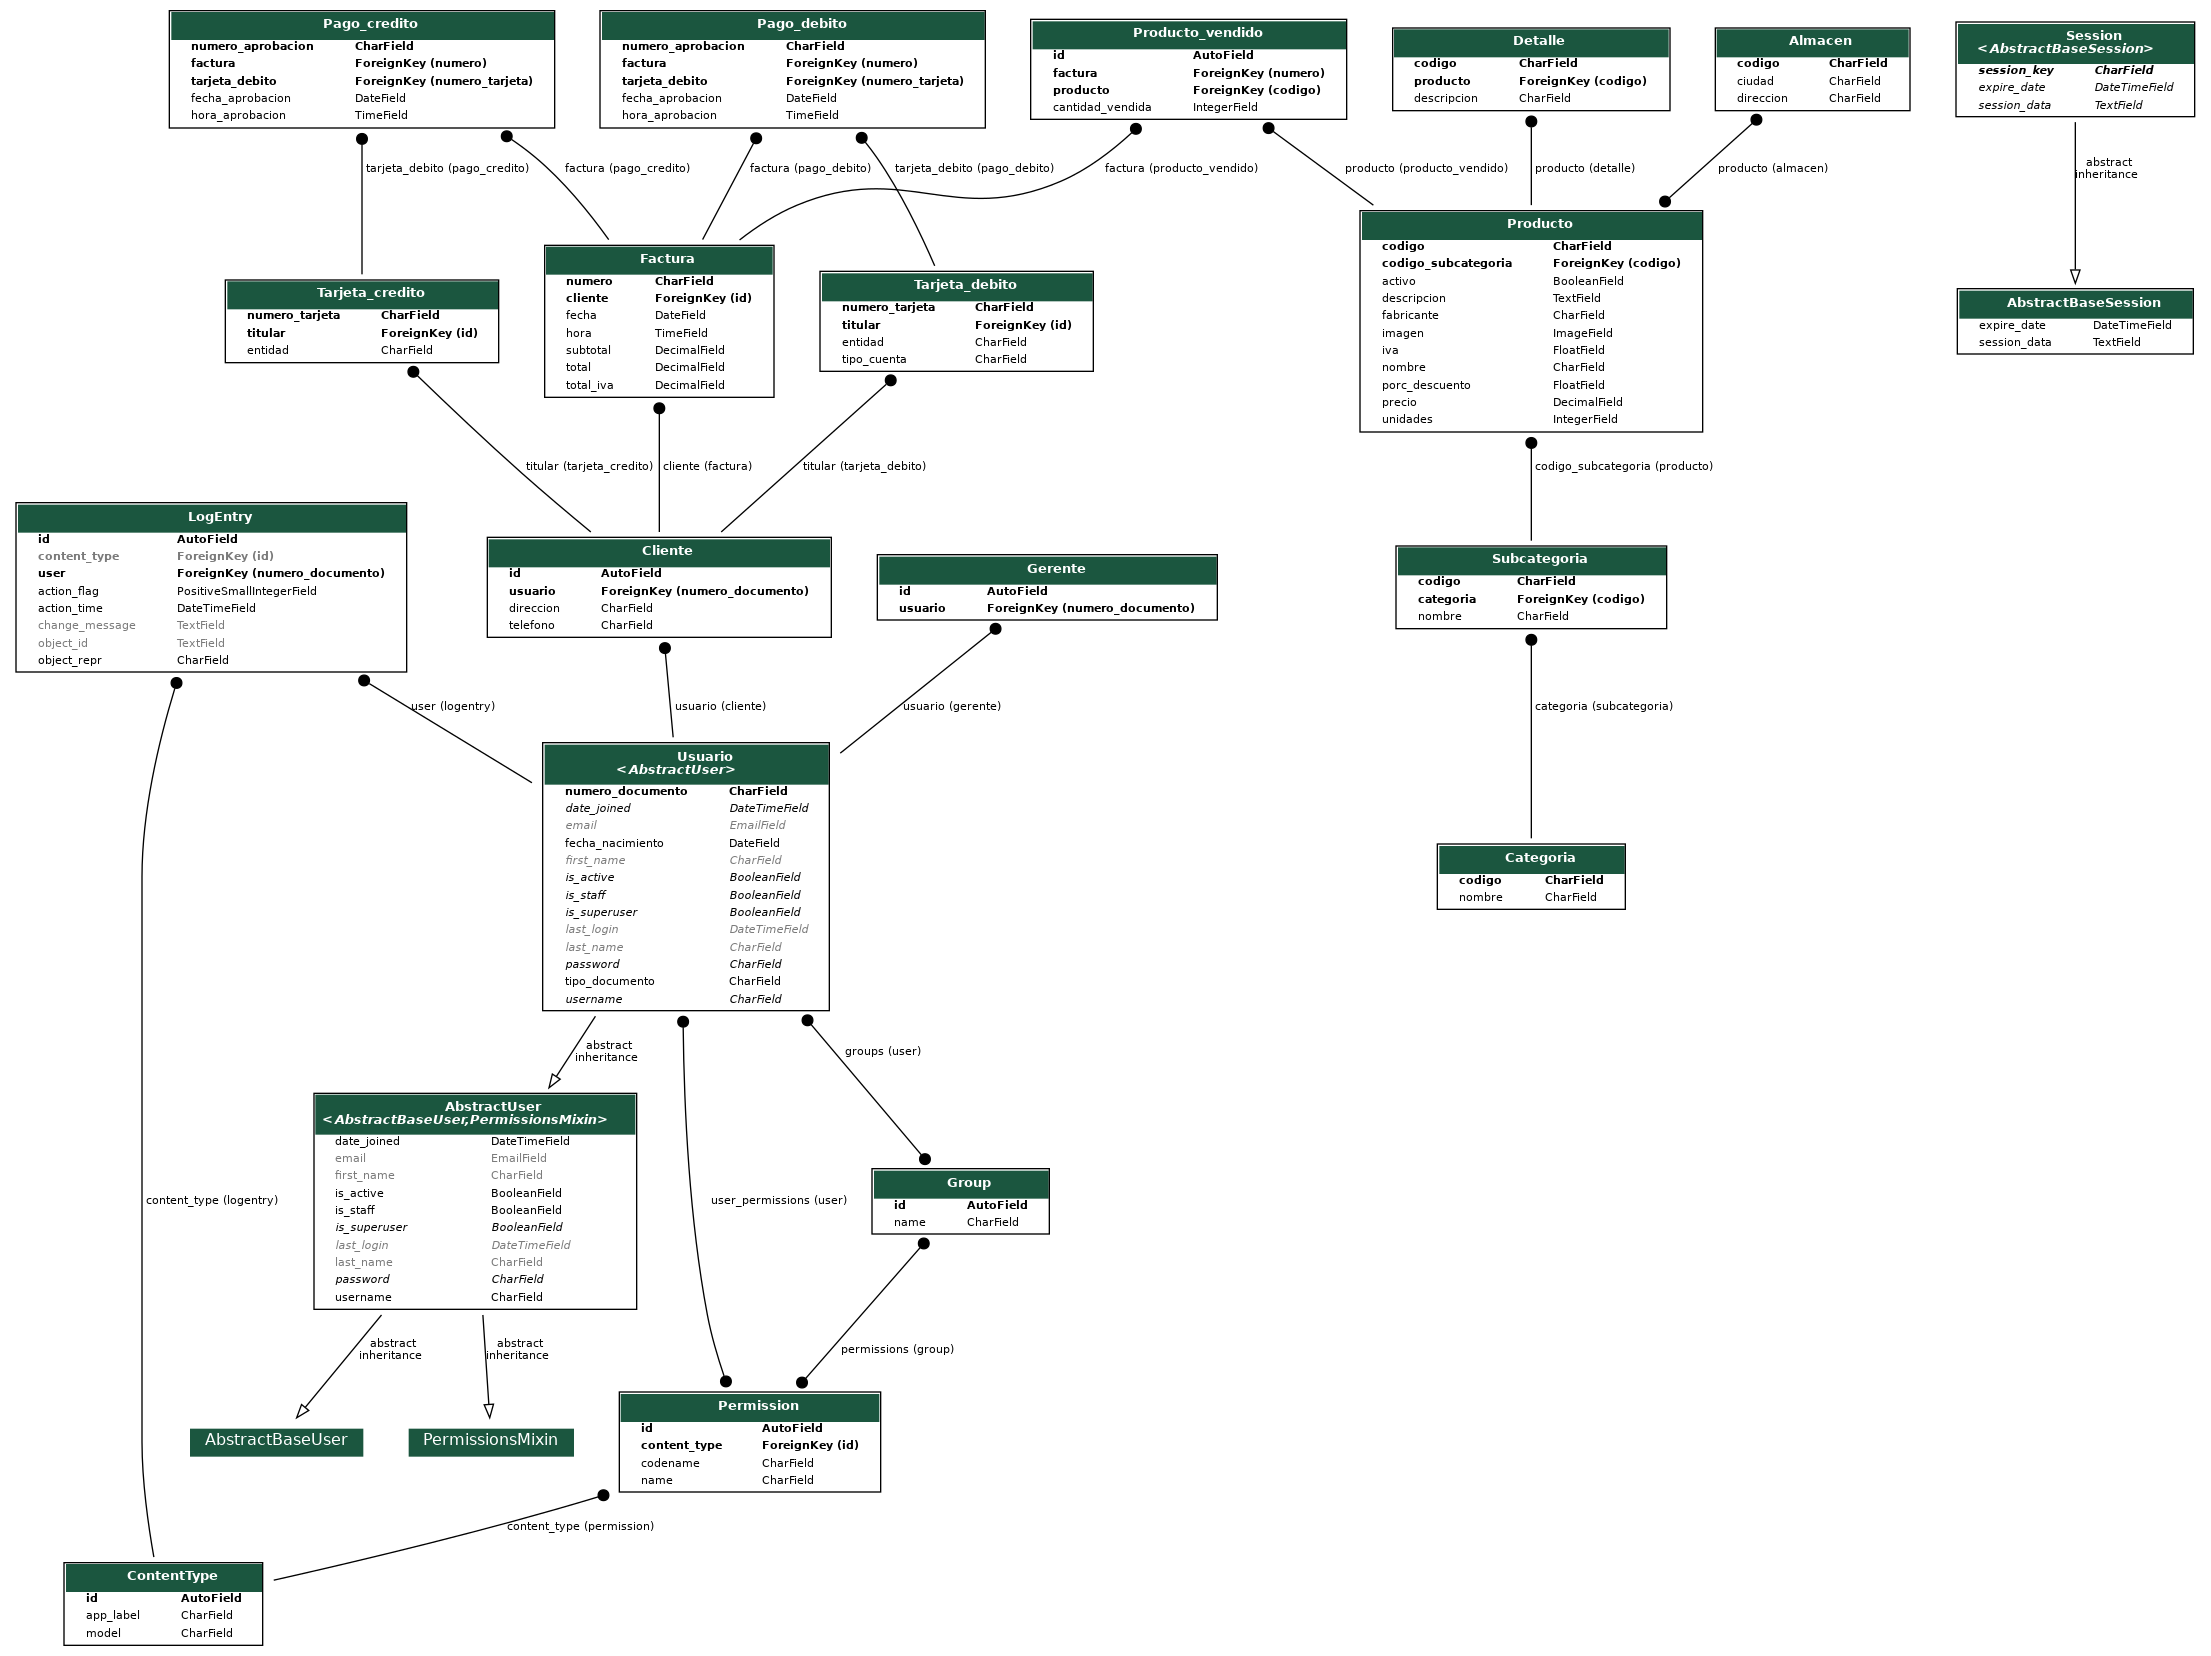 Pago_credito
numero_aprobacion CharField
factura ForeignKey (numero)
tarjeta_debito ForeignKey (numero_tarjeta)
fecha_aprobacion DateField
hora_aprobacion TimeField
Pago_debito
numero_aprobacion CharField
factura ForeignKey (numero)
tarjeta_debito ForeignKey (numero_tarjeta)
fecha_aprobacion DateField
hora_aprobacion TimeField
Producto_vendido
id AutoField
factura ForeignKey (numero)
producto ForeignKey (codigo)
cantidad_vendida IntegerField
Detalle
codigo CharField
producto ForeignKey (codigo)
descripcion CharField
Almacen
codigo CharField
ciudad CharField
direccion CharField
Session
<AbstractBaseSession>
session_key CharField
expire_date DateTimeField
session_data TextField
tarjeta_debito (pago_credito)
factura (pago_credito)
factura (pago_debito)
tarjeta_debito (pago_debito)
factura (producto_vendido)
producto (producto_vendido)
producto (detalle)
producto (almacen)
abstract
inheritance
Tarjeta_credito
numero_tarjeta CharField
titular ForeignKey (id)
entidad CharField
Factura
numero CharField
cliente ForeignKey (id)
fecha DateField
hora TimeField
subtotal DecimalField
total DecimalField
total_iva DecimalField
Tarjeta_debito
numero_tarjeta CharField
titular ForeignKey (id)
entidad CharField
tipo_cuenta CharField
Producto
codigo CharField
codigo_subcategoria ForeignKey (codigo)
activo BooleanField
descripcion TextField
fabricante CharField
imagen ImageField
iva FloatField
nombre CharField
porc_descuento FloatField
precio DecimalField
unidades IntegerField
AbstractBaseSession
expire_date DateTimeField
session_data TextField
titular (tarjeta_credito)
cliente (factura)
titular (tarjeta_debito)
codigo_subcategoria (producto)
LogEntry
id AutoField
content_type ForeignKey (id)
user ForeignKey (numero_documento)
action_flag PositiveSmallIntegerField
action_time DateTimeField
change_message TextField
object_id TextField
object_repr CharField
Cliente
id AutoField
usuario ForeignKey (numero_documento)
direccion CharField
telefono CharField
Gerente
id AutoField
usuario ForeignKey (numero_documento)
Subcategoria
codigo CharField
categoria ForeignKey (codigo)
nombre CharField
user (logentry)
usuario (cliente)
usuario (gerente)
categoria (subcategoria)
Usuario
<AbstractUser>
numero_documento CharField
date_joined DateTimeField
email EmailField
fecha_nacimiento DateField
first_name CharField
is_active BooleanField
is_staff BooleanField
is_superuser BooleanField
last_login DateTimeField
last_name CharField
password CharField
tipo_documento CharField
username CharField
Categoria
codigo CharField
nombre CharField
abstract
inheritance
groups (user)
AbstractUser
<AbstractBaseUser,PermissionsMixin>
date_joined DateTimeField
email EmailField
first_name CharField
is_active BooleanField
is_staff BooleanField
is_superuser BooleanField
last_login DateTimeField
last_name CharField
password CharField
username CharField
content_type (logentry)
user_permissions (user)
Group
id AutoField
name CharField
abstract
inheritance
abstract
inheritance
permissions (group)
AbstractBaseUser
PermissionsMixin
Permission
id AutoField
content_type ForeignKey (id)
codename CharField
name CharField
content_type (permission)
ContentType
id AutoField
app_label CharField
model CharField